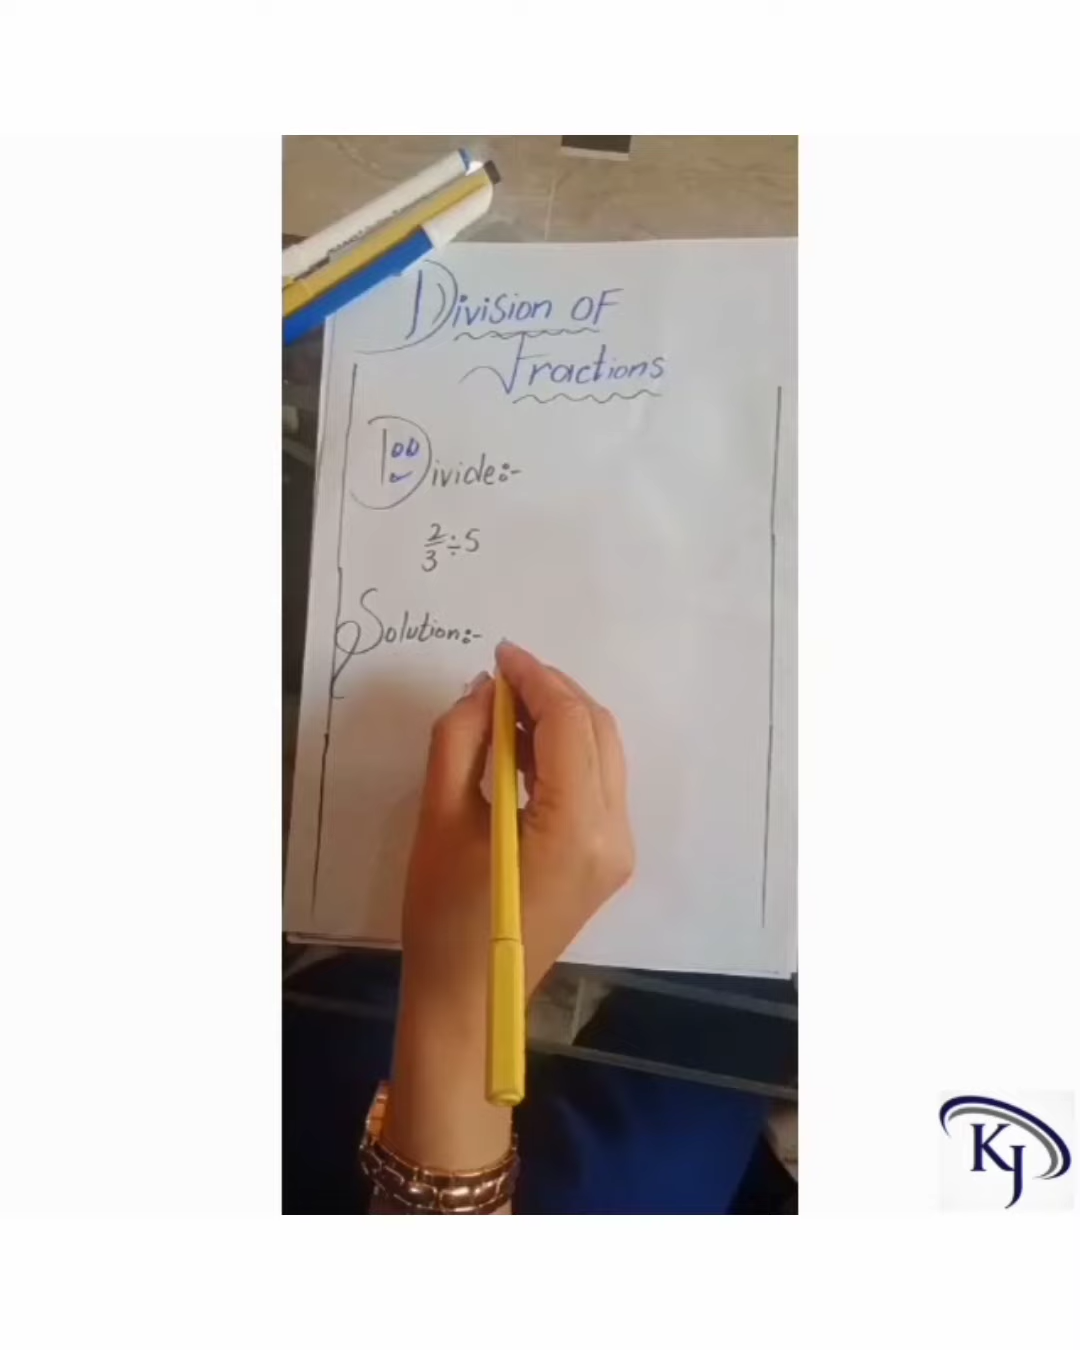 Division OF
Fractions
Divide:-
2/3 ÷ 5
Solution:-
KJ